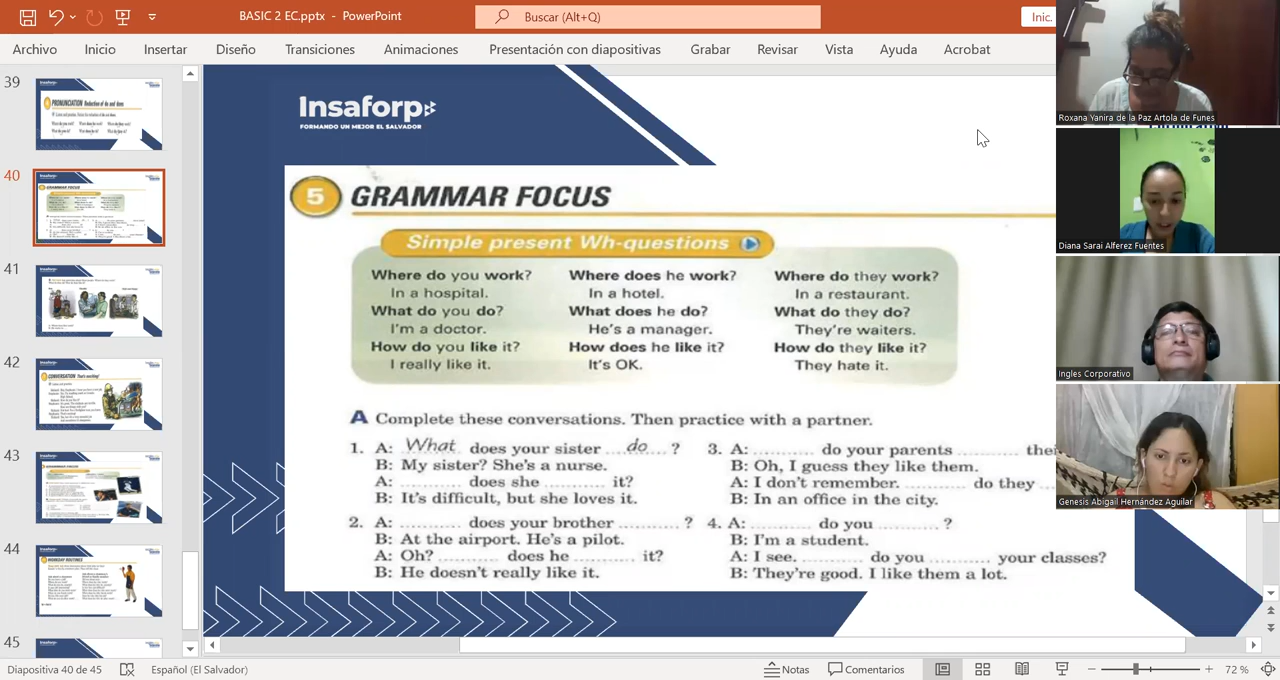 BASIC 2 EC.pptx - PowerPoint
Buscar (Alt+Q)
Inic.
Archivo Inicio Insertar Diseño Transiciones Animaciones Presentación con diapositivas Grabar Revisar Vista Ayuda Acrobat
39
40
41
42
43
44
45
Insaforp
FORMANDO UN MEJOR EL SALVADOR
5 GRAMMAR FOCUS
Simple present Wh-questions
Where do you work? Where does he work? Where do they work?
In a hospital. In a hotel. In a restaurant.
What do you do? What does he do? What do they do?
I'm a doctor. He's a manager. They're waiters.
How do you like it? How does he like it? How do they like it?
I really like it. It's OK. They hate it.
A Complete these conversations. Then practice with a partner.
1. A: What does your sister do ?
B: My sister? She's a nurse.
A: ........... does she ........... it?
B: It's difficult, but she loves it.
2. A: ........... does your brother ........... ?
B: At the airport. He's a pilot.
A: Oh? ........... does he ........... it?
B: He doesn't really like it.
3. A: ........... do your parents ........... thei
B: Oh, I guess they like them.
A: I don't remember. ........... do they ...........
B: In an office in the city.
4. A: ........... do you ........... ?
B: I'm a student.
A: I see. ........... do you ........... your classes?
B: They're good. I like them a lot.
Roxana Yanira de la Paz Artola de Funes
Diana Sarai Alferez Fuentes
Ingles Corporativo
Genesis Abigail Hernández Aguilar
Diapositiva 40 de 45 Español (El Salvador) Notas Comentarios 72 %